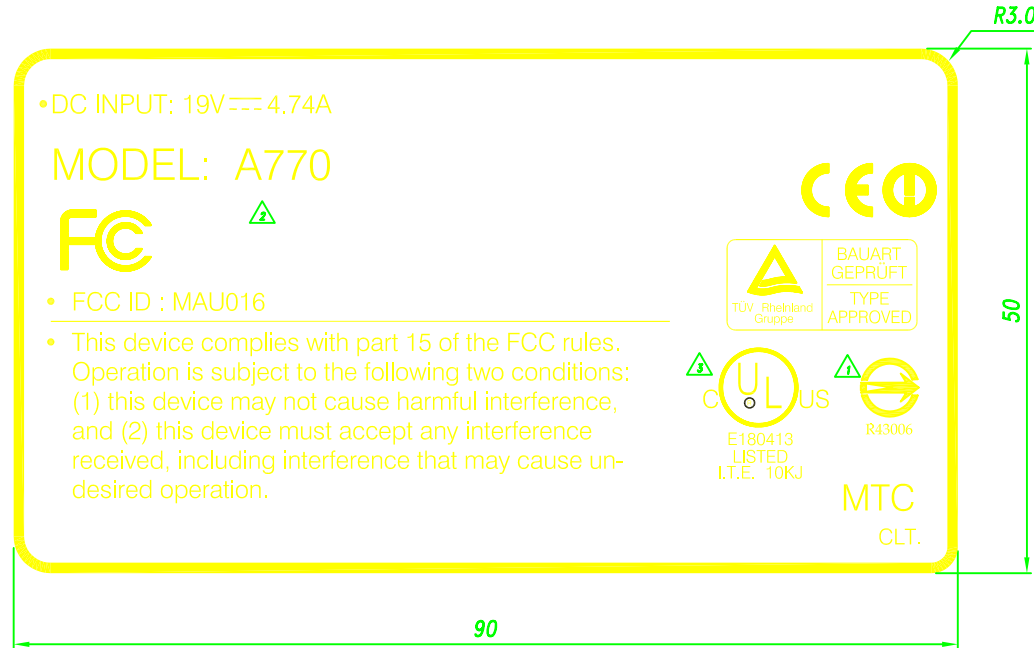 R3.0
•DC INPUT: 19V 4.74A
MODEL: A770
2
FC
CE
• FCC ID : MAU016
TÜV Rheinland
Gruppe
BAUART
GEPRÜFT
TYPE
APPROVED
50
• This device complies with part 15 of the FCC rules.
Operation is subject to the following two conditions:
(1) this device may not cause harmful interference,
and (2) this device must accept any interference
received, including interference that may cause un-
desired operation.
3
C UL US
E180413
LISTED
I.T.E. 10KJ
1
R43006
MTC
CLT.
90